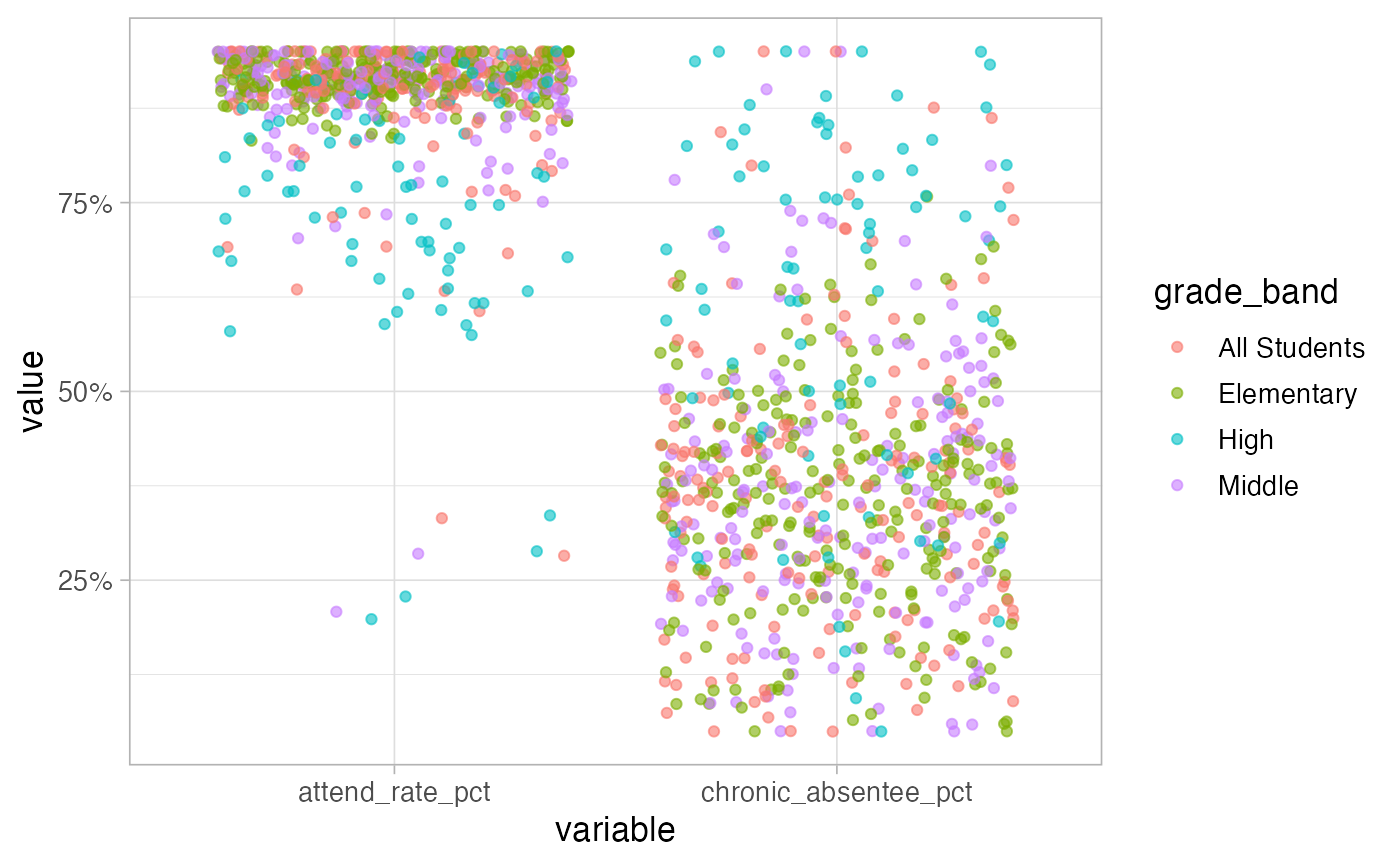 75%
50%
25%
value
attend_rate_pct
chronic_absentee_pct
variable
grade_band
All Students
Elementary
High
Middle